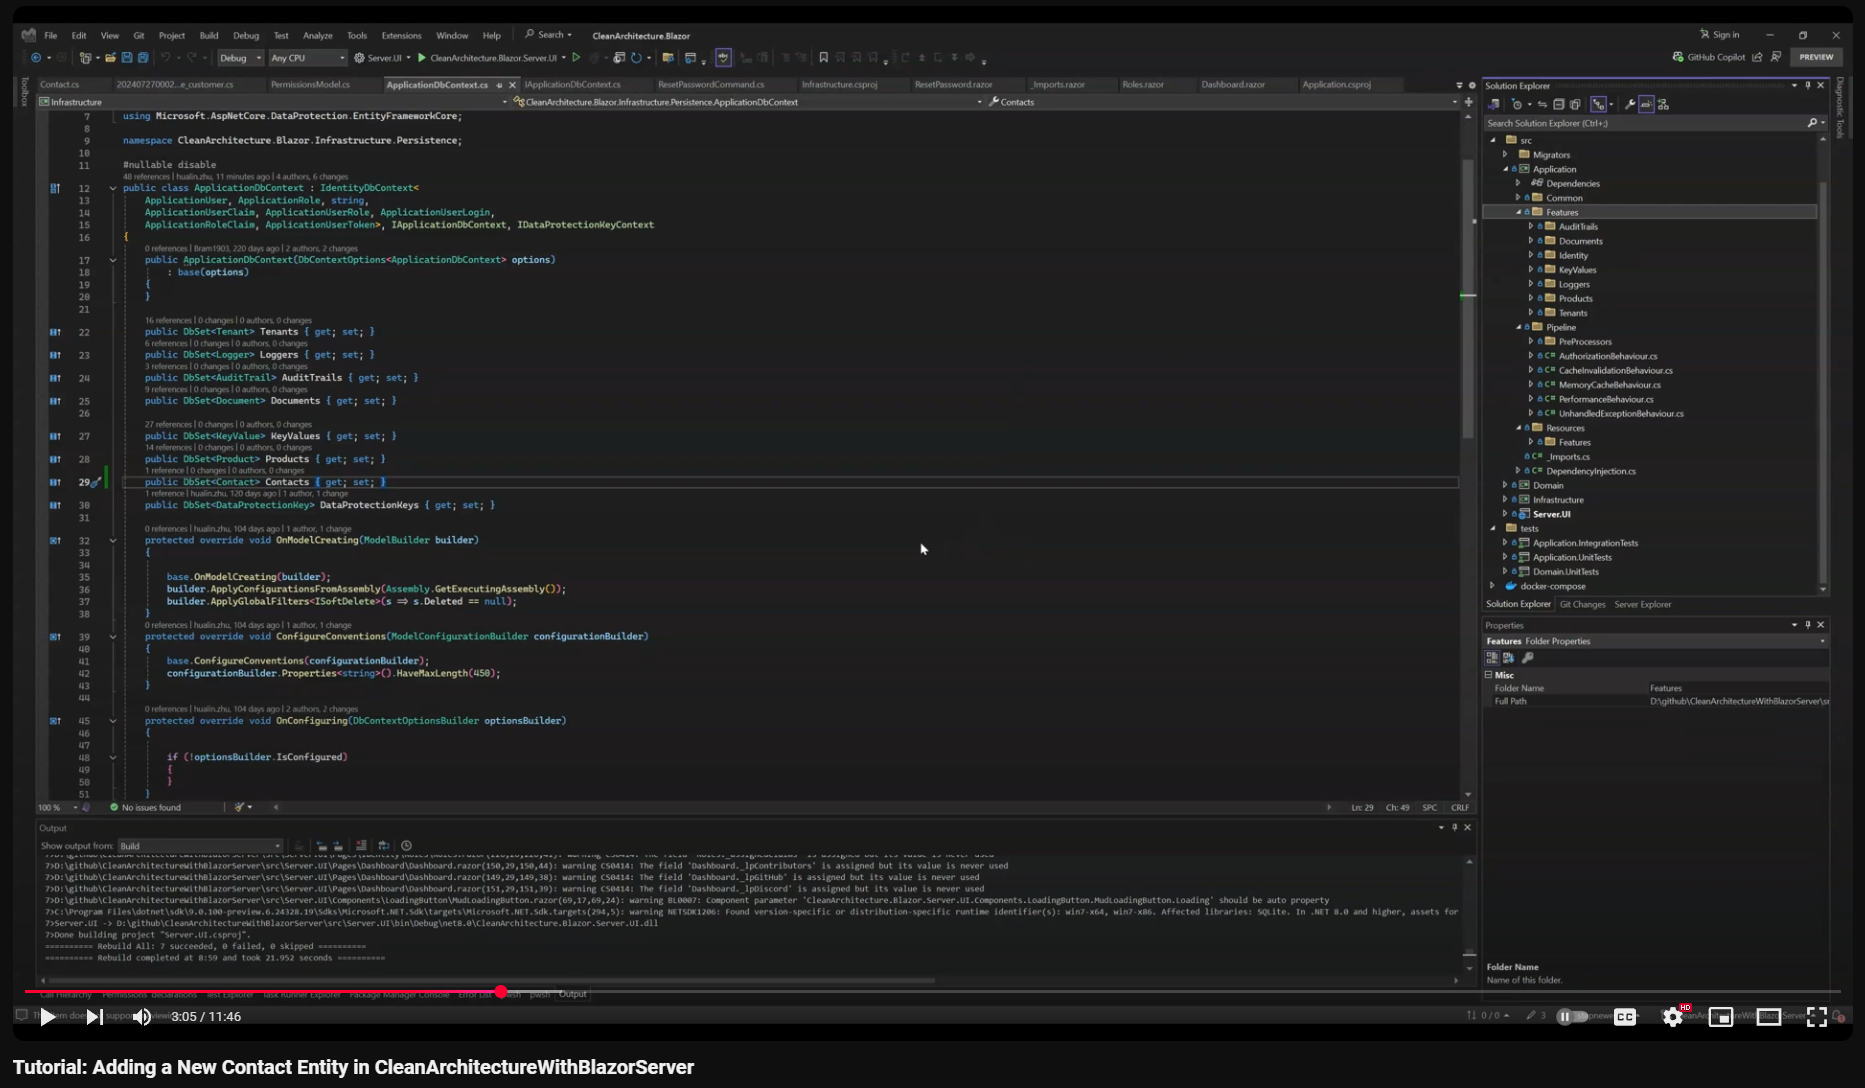 File Edit View Git Project Build Debug Test Analyze Tools Extensions Window Help Search CleanArchitecture.Blazor Sign in
Debug Any CPU Server.UI CleanArchitecture.Blazor.Server.UI GitHub Copilot PREVIEW
Toolbox
Contact.cs 202407270002...e_customer.cs PermissionsModel.cs ApplicationDbContext.cs IApplicationDbContext.cs ResetPasswordCommand.cs Infrastructure.csproj ResetPassword.razor _Imports.razor Roles.razor Dashboard.razor Application.csproj
Infrastructure CleanArchitecture.Blazor.Infrastructure.Persistence.ApplicationDbContext Contacts
7 using Microsoft.AspNetCore.DataProtection.EntityFrameworkCore;
8
9 namespace CleanArchitecture.Blazor.Infrastructure.Persistence;
10
11 #nullable disable
48 references | hualin.zhu, 11 minutes ago | 4 authors, 6 changes
12 public class ApplicationDbContext : IdentityDbContext<
13 ApplicationUser, ApplicationRole, string,
14 ApplicationUserClaim, ApplicationUserRole, ApplicationUserLogin,
15 ApplicationRoleClaim, ApplicationUserToken>, IApplicationDbContext, IDataProtectionKeyContext
16 {
0 references | Bram1903, 220 days ago | 2 authors, 2 changes
17 public ApplicationDbContext(DbContextOptions<ApplicationDbContext> options)
18 : base(options)
19 {
20 }
21
16 references | 0 changes | 0 authors, 0 changes
22 public DbSet<Tenant> Tenants { get; set; }
6 references | 0 changes | 0 authors, 0 changes
23 public DbSet<Logger> Loggers { get; set; }
3 references | 0 changes | 0 authors, 0 changes
24 public DbSet<AuditTrail> AuditTrails { get; set; }
9 references | 0 changes | 0 authors, 0 changes
25 public DbSet<Document> Documents { get; set; }
26
27 references | 0 changes | 0 authors, 0 changes
27 public DbSet<KeyValue> KeyValues { get; set; }
14 references | 0 changes | 0 authors, 0 changes
28 public DbSet<Product> Products { get; set; }
1 reference | 0 changes | 0 authors, 0 changes
29 public DbSet<Contact> Contacts { get; set; }
1 reference | hualin.zhu, 120 days ago | 1 author, 1 change
30 public DbSet<DataProtectionKey> DataProtectionKeys { get; set; }
31
0 references | hualin.zhu, 104 days ago | 1 author, 1 change
32 protected override void OnModelCreating(ModelBuilder builder)
33 {
34
35 base.OnModelCreating(builder);
36 builder.ApplyConfigurationsFromAssembly(Assembly.GetExecutingAssembly());
37 builder.ApplyGlobalFilters<ISoftDelete>(s => s.Deleted == null);
38 }
0 references | hualin.zhu, 104 days ago | 1 author, 1 change
39 protected override void ConfigureConventions(ModelConfigurationBuilder configurationBuilder)
40 {
41 base.ConfigureConventions(configurationBuilder);
42 configurationBuilder.Properties<string>().HaveMaxLength(450);
43 }
44
0 references | hualin.zhu, 104 days ago | 2 authors, 2 changes
45 protected override void OnConfiguring(DbContextOptionsBuilder optionsBuilder)
46 {
47
48 if (!optionsBuilder.IsConfigured)
49 {
50 }
51 }
100 % No issues found Ln: 29 Ch: 49 SPC CRLF
Solution Explorer
Search Solution Explorer (Ctrl+;)
src
Migrators
Application
Dependencies
Common
Features
AuditTrails
Documents
Identity
KeyValues
Loggers
Products
Tenants
Pipeline
PreProcessors
AuthorizationBehaviour.cs
CacheInvalidationBehaviour.cs
MemoryCacheBehaviour.cs
PerformanceBehaviour.cs
UnhandledExceptionBehaviour.cs
Resources
Features
_Imports.cs
DependencyInjection.cs
Domain
Infrastructure
Server.UI
tests
Application.IntegrationTests
Application.UnitTests
Domain.UnitTests
docker-compose
Solution Explorer Git Changes Server Explorer
Diagnostic Tools
Properties
Features Folder Properties
Misc
Folder Name Features
Full Path D:\github\CleanArchitectureWithBlazorServer\sr
Folder Name
Name of this folder.
Output
Show output from: Build
7>D:\github\CleanArchitectureWithBlazorServer\src\Server.UI\Pages\Dashboard\Dashboard.razor(150,29,150,44): warning CS0414: The field 'Dashboard._lpContributors' is assigned but its value is never used
7>D:\github\CleanArchitectureWithBlazorServer\src\Server.UI\Pages\Dashboard\Dashboard.razor(149,29,149,38): warning CS0414: The field 'Dashboard._lpGitHub' is assigned but its value is never used
7>D:\github\CleanArchitectureWithBlazorServer\src\Server.UI\Pages\Dashboard\Dashboard.razor(151,29,151,39): warning CS0414: The field 'Dashboard._lpDiscord' is assigned but its value is never used
7>D:\github\CleanArchitectureWithBlazorServer\src\Server.UI\Components\LoadingButton\MudLoadingButton.razor(69,17,69,24): warning BL0007: Component parameter 'CleanArchitecture.Blazor.Server.UI.Components.LoadingButton.MudLoadingButton.Loading' should be auto property
7>C:\Program Files\dotnet\sdk\9.0.100-preview.6.24328.19\Sdks\Microsoft.NET.Sdk\targets\Microsoft.NET.Sdk.targets(294,5): warning NETSDK1206: Found version-specific or distribution-specific runtime identifier(s): win7-x64, win7-x86. Affected libraries: SQLite. In .NET 8.0 and higher, assets for
7>Server.UI -> D:\github\CleanArchitectureWithBlazorServer\src\Server.UI\bin\Debug\net8.0\CleanArchitecture.Blazor.Server.UI.dll
7>Done building project "Server.UI.csproj".
========== Rebuild All: 7 succeeded, 0 failed, 0 skipped ==========
========== Rebuild completed at 8:59 and took 21.952 seconds ==========
Call Hierarchy Permissions declarations Test Explorer Task Runner Explorer Package Manager Console Error List pwsh Output
3:05 / 11:46 0 / 0 3 CC HD
Tutorial: Adding a New Contact Entity in CleanArchitectureWithBlazorServer